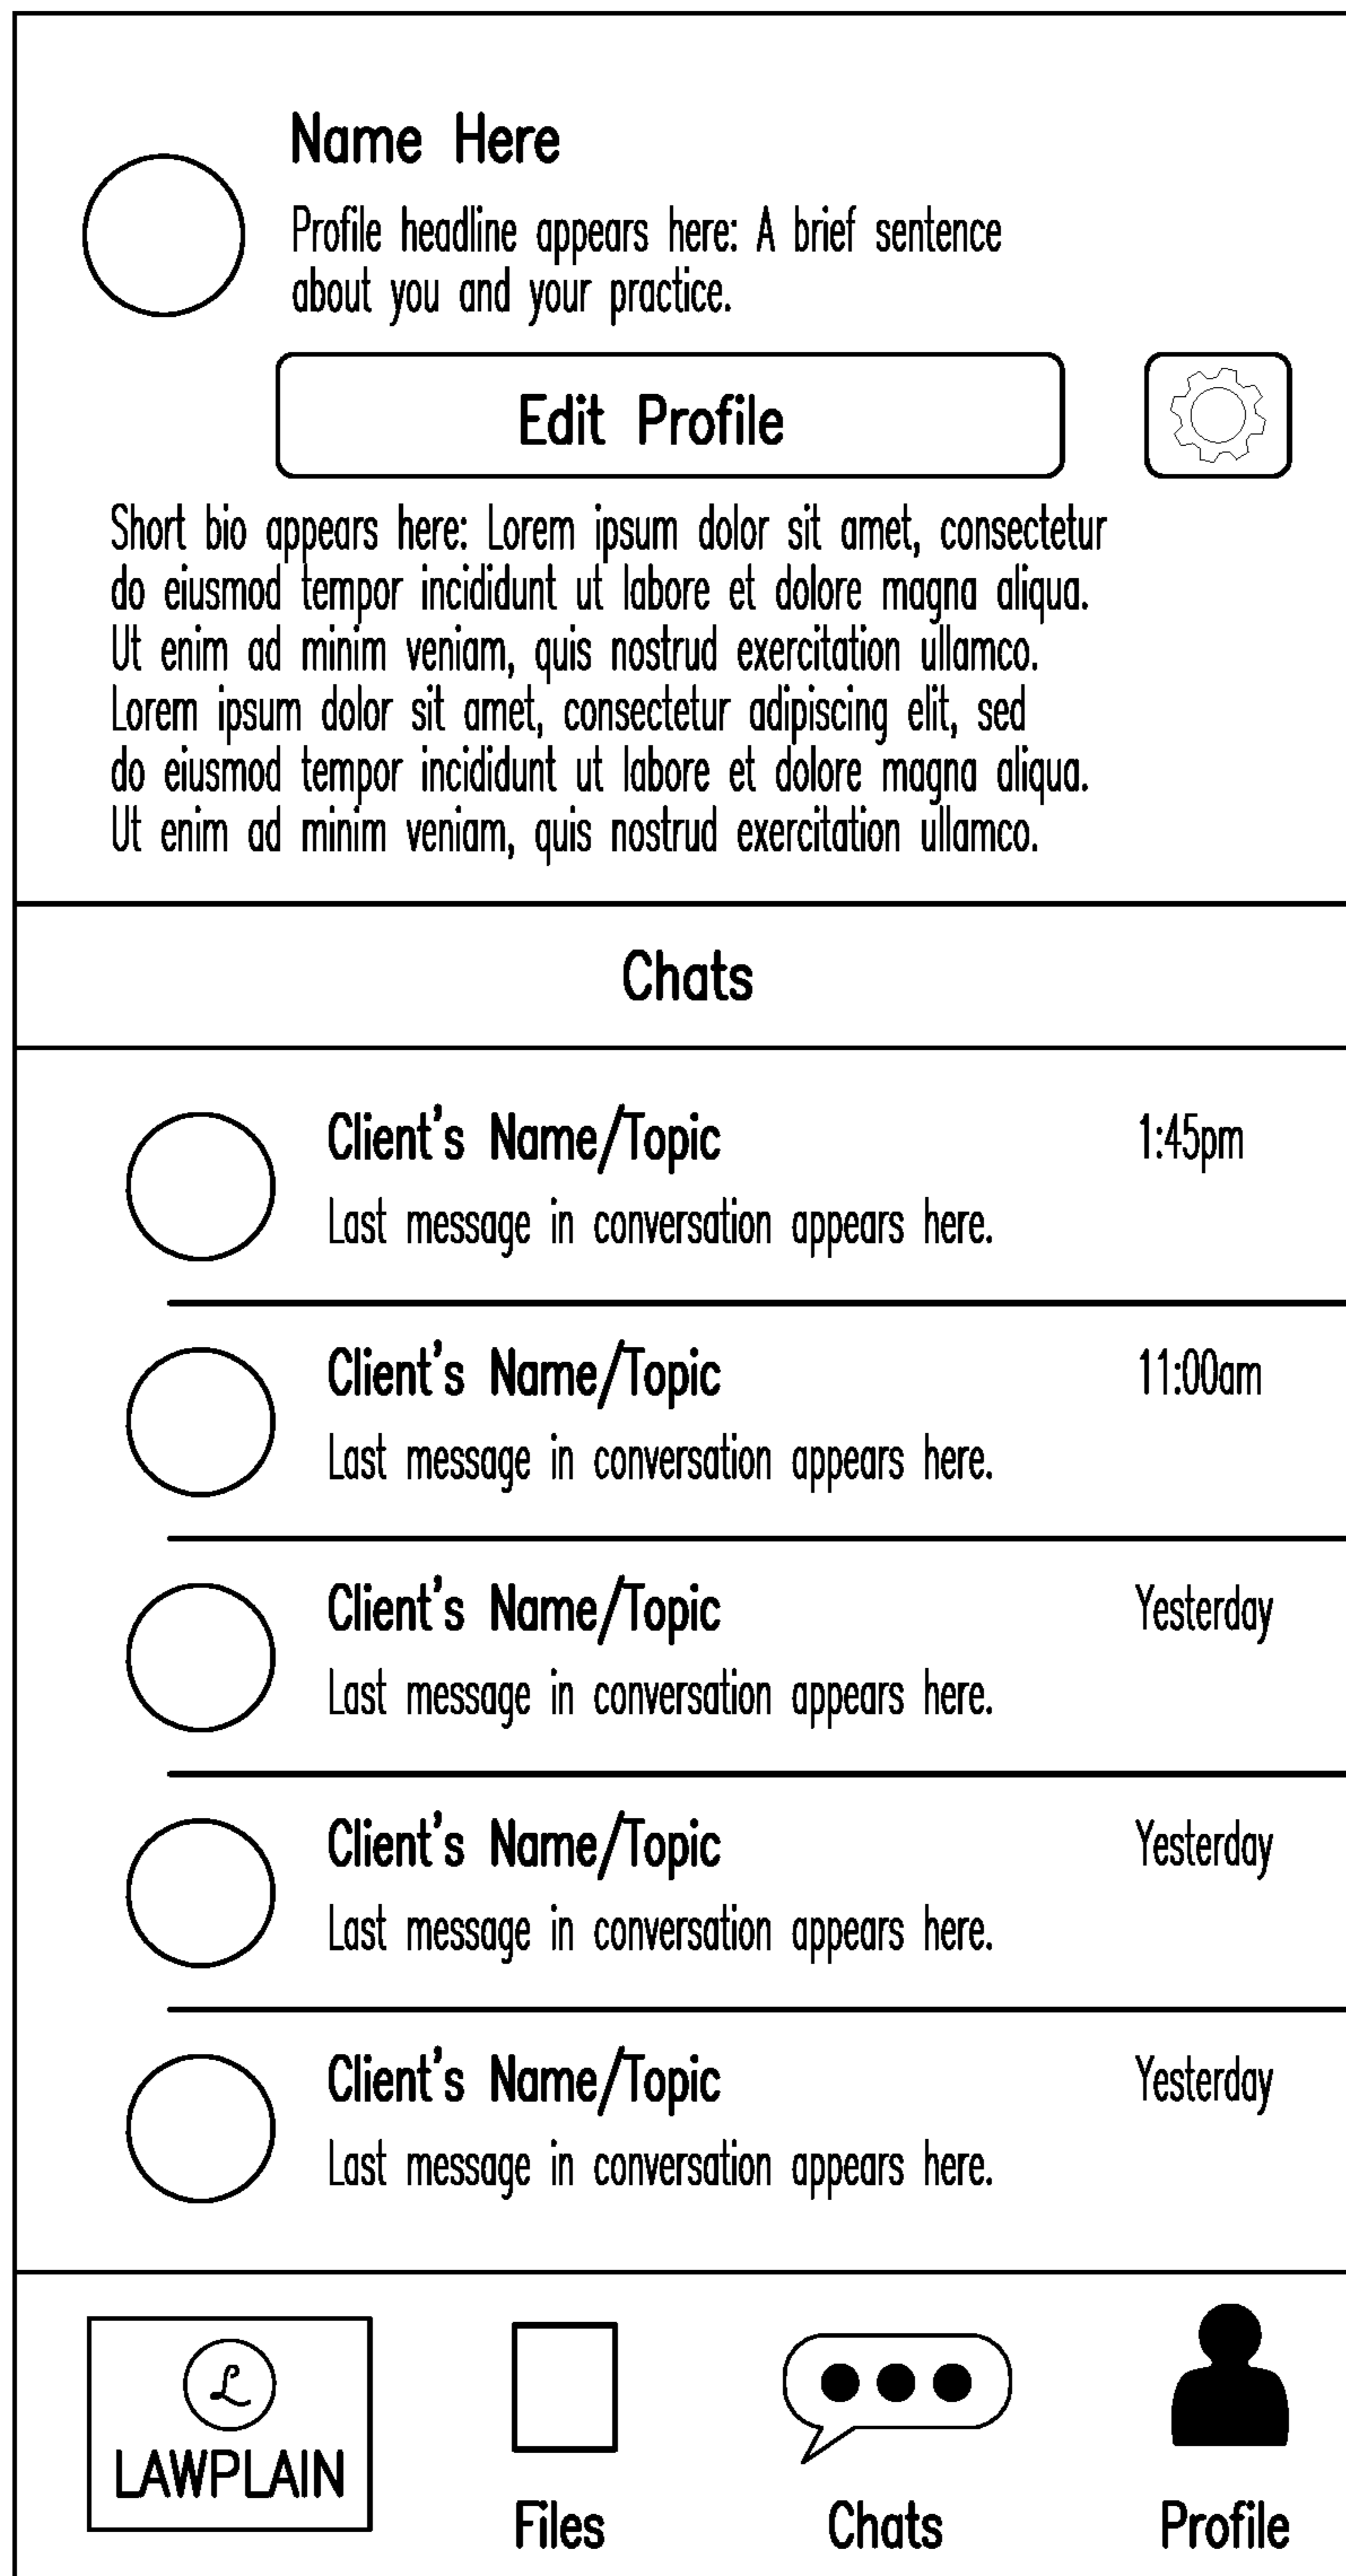 Name Here
Profile headline appears here: A brief sentence
about you and your practice.
Edit Profile
Short bio appears here: Lorem ipsum dolor sit amet, consectetur
do eiusmod tempor incididunt ut labore et dolore magna aliqua.
Ut enim ad minim veniam, quis nostrud exercitation ullamco.
Lorem ipsum dolor sit amet, consectetur adipiscing elit, sed
do eiusmod tempor incididunt ut labore et dolore magna aliqua.
Ut enim ad minim veniam, quis nostrud exercitation ullamco.
Chats
Client's Name/Topic 1:45pm
Last message in conversation appears here.
Client's Name/Topic 11:00am
Last message in conversation appears here.
Client's Name/Topic Yesterday
Last message in conversation appears here.
Client's Name/Topic Yesterday
Last message in conversation appears here.
Client's Name/Topic Yesterday
Last message in conversation appears here.
L
LAWPLAIN
Files Chats Profile